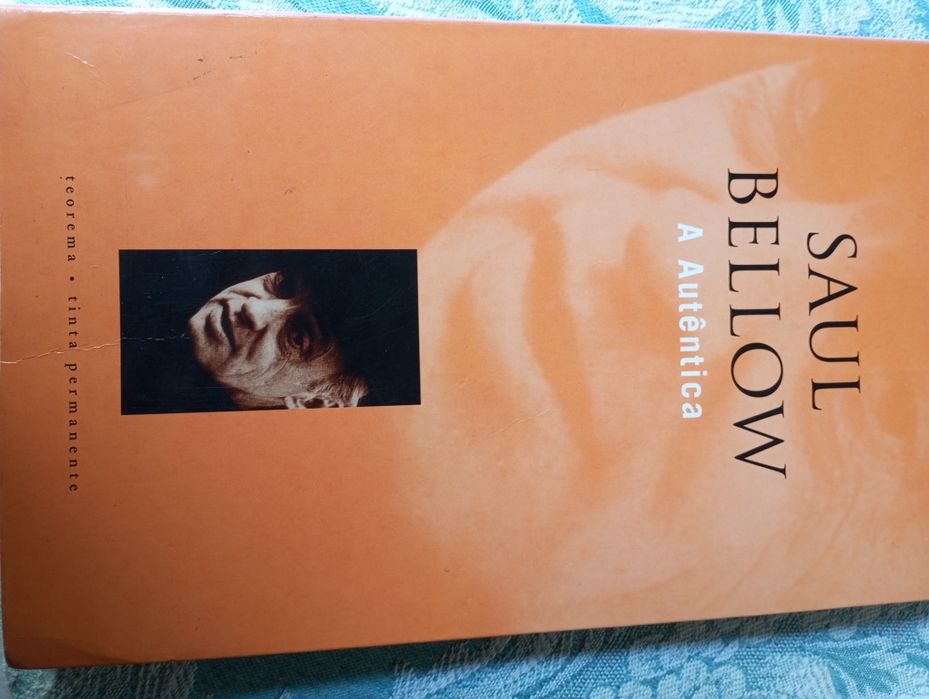 SAUL
BELLOW
A Autêntica
teorema • tinta permanente